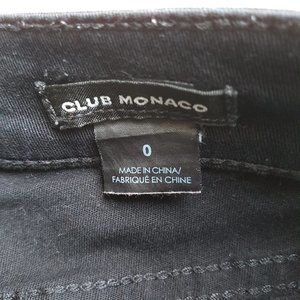 CLUB MONACO
0
MADE IN CHINA/
FABRIQUÉ EN CHINE